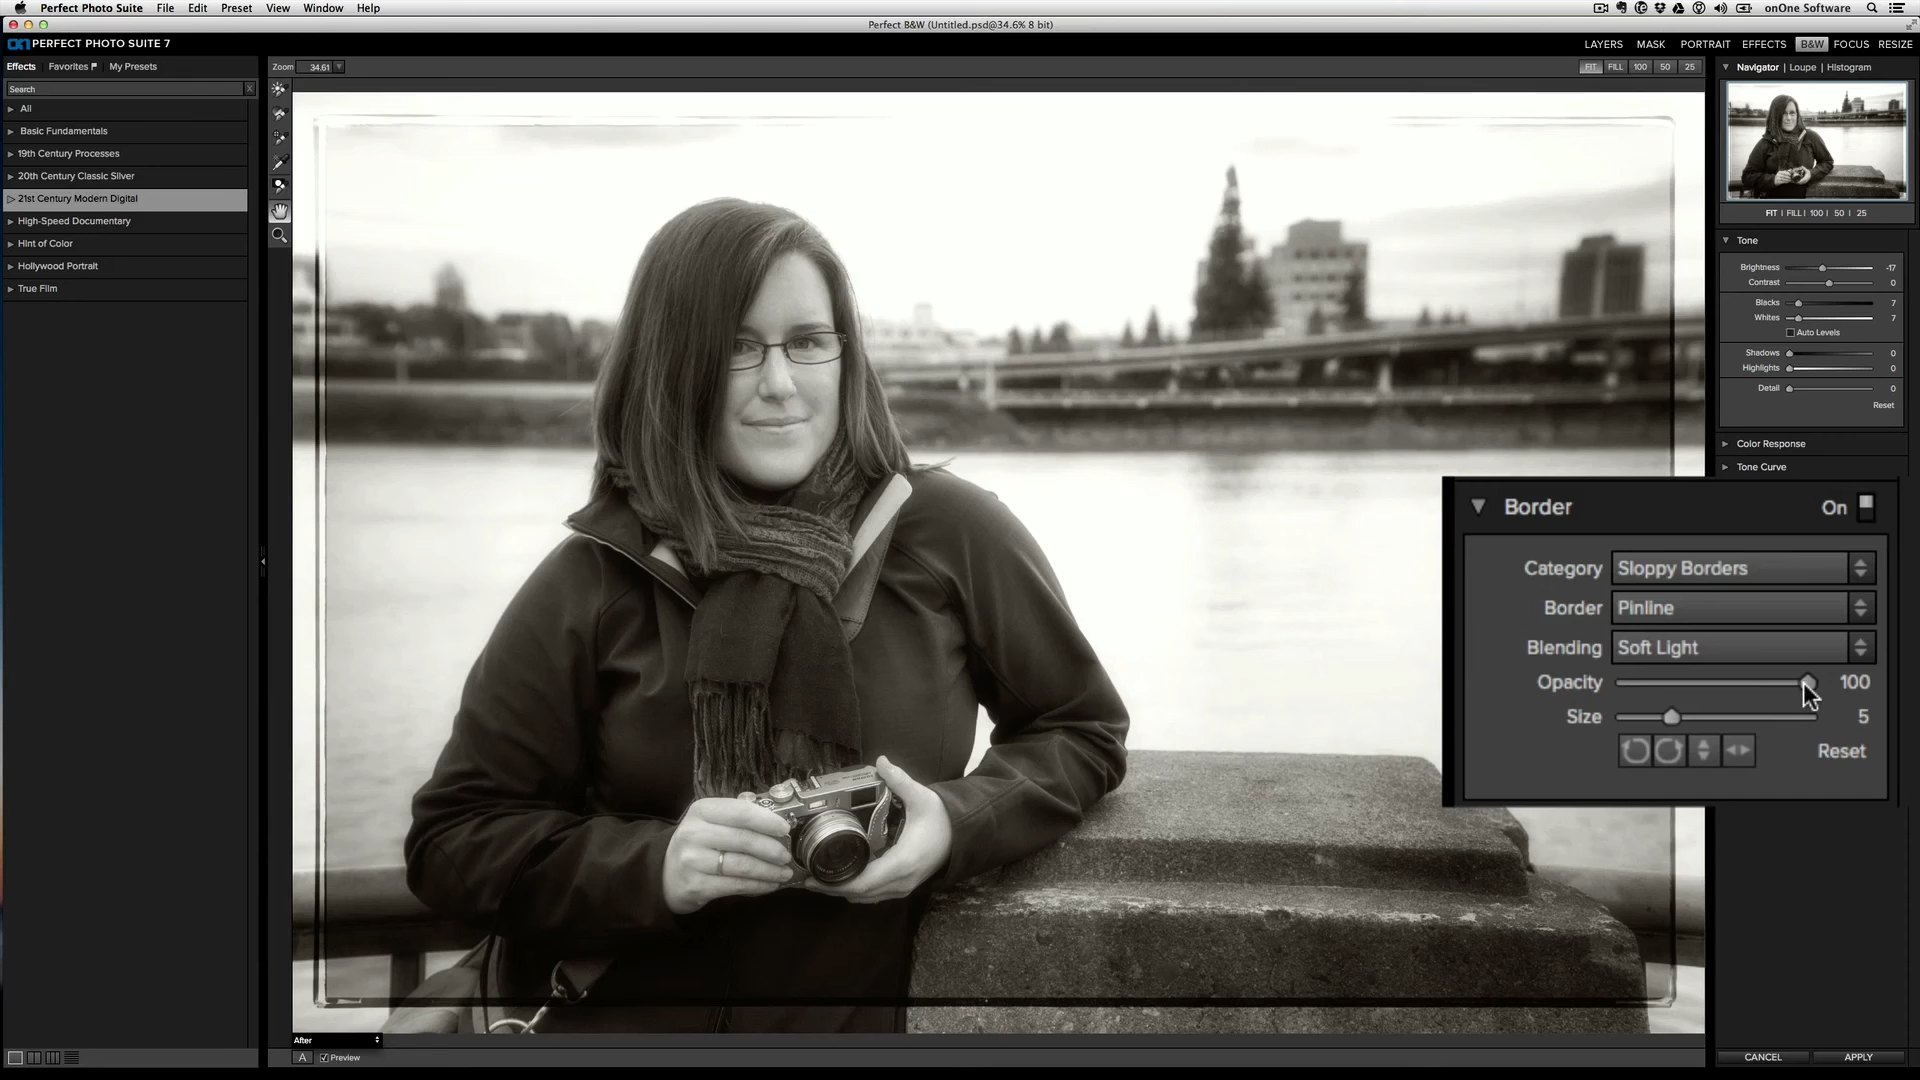 Perfect Photo Suite File Edit Preset View Window Help onOne Software
Perfect B&W (Untitled.psd@34.6% 8 bit)
PERFECT PHOTO SUITE 7 LAYERS MASK PORTRAIT EFFECTS B&W FOCUS RESIZE
Effects Favorites My Presets Zoom 34.61 FIT FILL 100 50 25 Navigator | Loupe | Histogram
Search X
All
Basic Fundamentals
19th Century Processes
20th Century Classic Silver
21st Century Modern Digital
High-Speed Documentary
Hint of Color
Hollywood Portrait
True Film
FIT | FILL | 100 | 50 | 25
Tone
Brightness -17
Contrast 0
Blacks 7
Whites 7
Auto Levels
Shadows 0
Highlights 0
Detail 0
Reset
Color Response
Tone Curve
Border On
Category Sloppy Borders
Border Pinline
Blending Soft Light
Opacity 100
Size 5
Reset
After
A Preview CANCEL APPLY